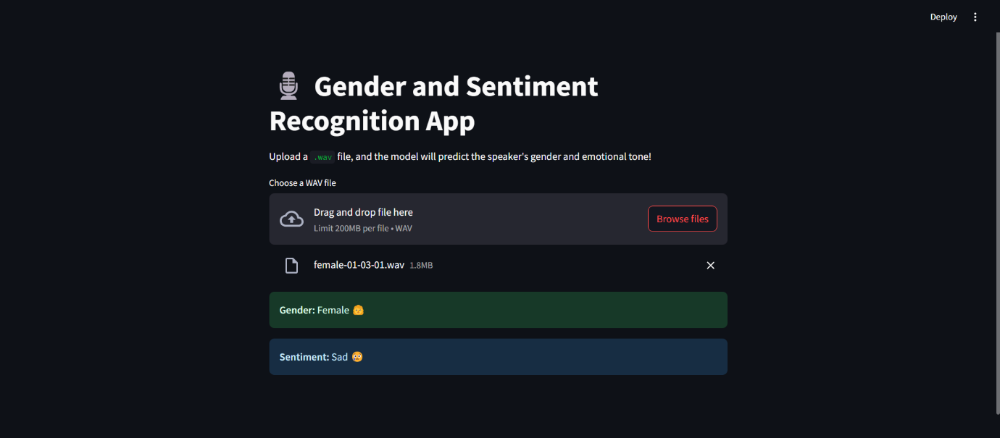 Deploy
🎙️ Gender and Sentiment
Recognition App
Upload a .wav file, and the model will predict the speaker's gender and emotional tone!
Choose a WAV file
Drag and drop file here
Limit 200MB per file • WAV
Browse files
female-01-03-01.wav 1.8MB
Gender: Female 👩
Sentiment: Sad 😳